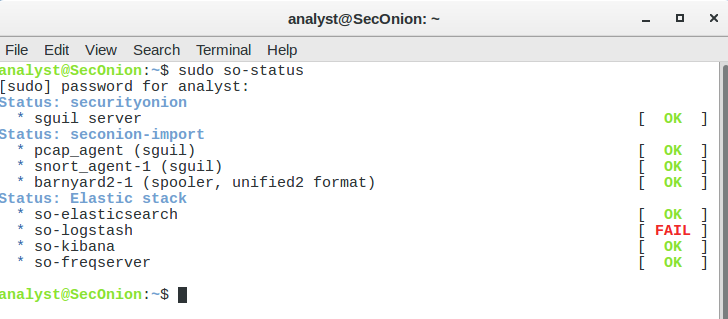 analyst@SecOnion: ~
File Edit View Search Terminal Help
analyst@SecOnion:~$ sudo so-status
[sudo] password for analyst:
Status: securityonion
  * sguil server [ OK ]
Status: seconion-import
  * pcap_agent (sguil) [ OK ]
  * snort_agent-1 (sguil) [ OK ]
  * barnyard2-1 (spooler, unified2 format) [ OK ]
Status: Elastic stack
  * so-elasticsearch [ OK ]
  * so-logstash [ FAIL ]
  * so-kibana [ OK ]
  * so-freqserver [ OK ]
analyst@SecOnion:~$